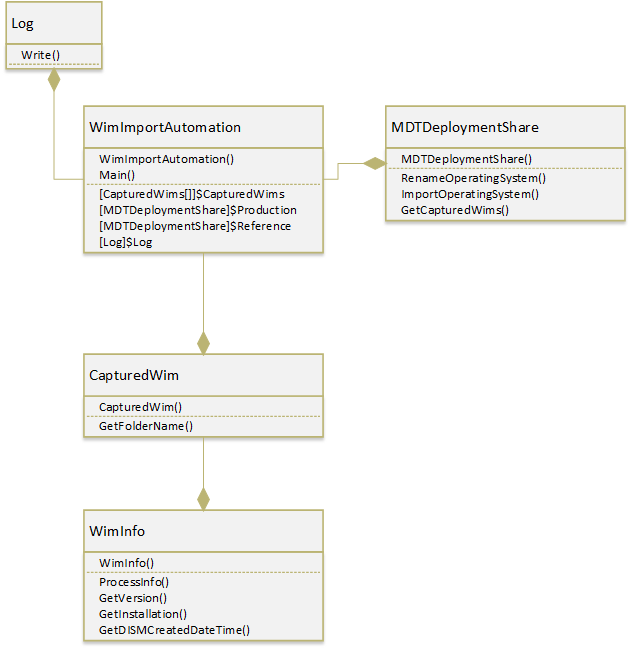 Log
Write()
WimImportAutomation
WimImportAutomation()
Main()
[CapturedWims[]]$CapturedWims
[MDTDeploymentShare]$Production
[MDTDeploymentShare]$Reference
[Log]$Log
MDTDeploymentShare
MDTDeploymentShare()
RenameOperatingSystem()
ImportOperatingSystem()
GetCapturedWims()
CapturedWim
CapturedWim()
GetFolderName()
WimInfo
WimInfo()
ProcessInfo()
GetVersion()
GetInstallation()
GetDISMCreatedDateTime()